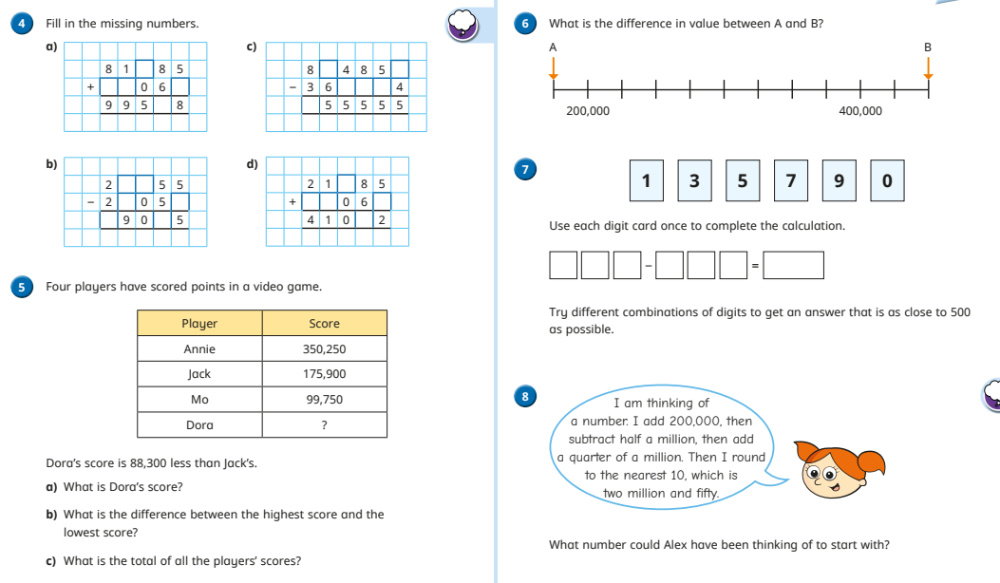 4 Fill in the missing numbers.
a)
8 1 8 5
+ 0 6
9 9 5 8
c)
8 4 8 5
− 3 6 4
5 5 5 5 5
b)
2 5 5
− 2 0 5
9 0 5
d)
2 1 8 5
+ 0 6
4 1 0 2
5 Four players have scored points in a video game.
Player Score
Annie 350,250
Jack 175,900
Mo 99,750
Dora ?
Dora’s score is 88,300 less than Jack’s.
a) What is Dora’s score?
b) What is the difference between the highest score and the
lowest score?
c) What is the total of all the players’ scores?
6 What is the difference in value between A and B?
A B
200,000 400,000
7
1 3 5 7 9 0
Use each digit card once to complete the calculation.
− =
Try different combinations of digits to get an answer that is as close to 500
as possible.
8
I am thinking of
a number. I add 200,000, then
subtract half a million, then add
a quarter of a million. Then I round
to the nearest 10, which is
two million and fifty.
What number could Alex have been thinking of to start with?